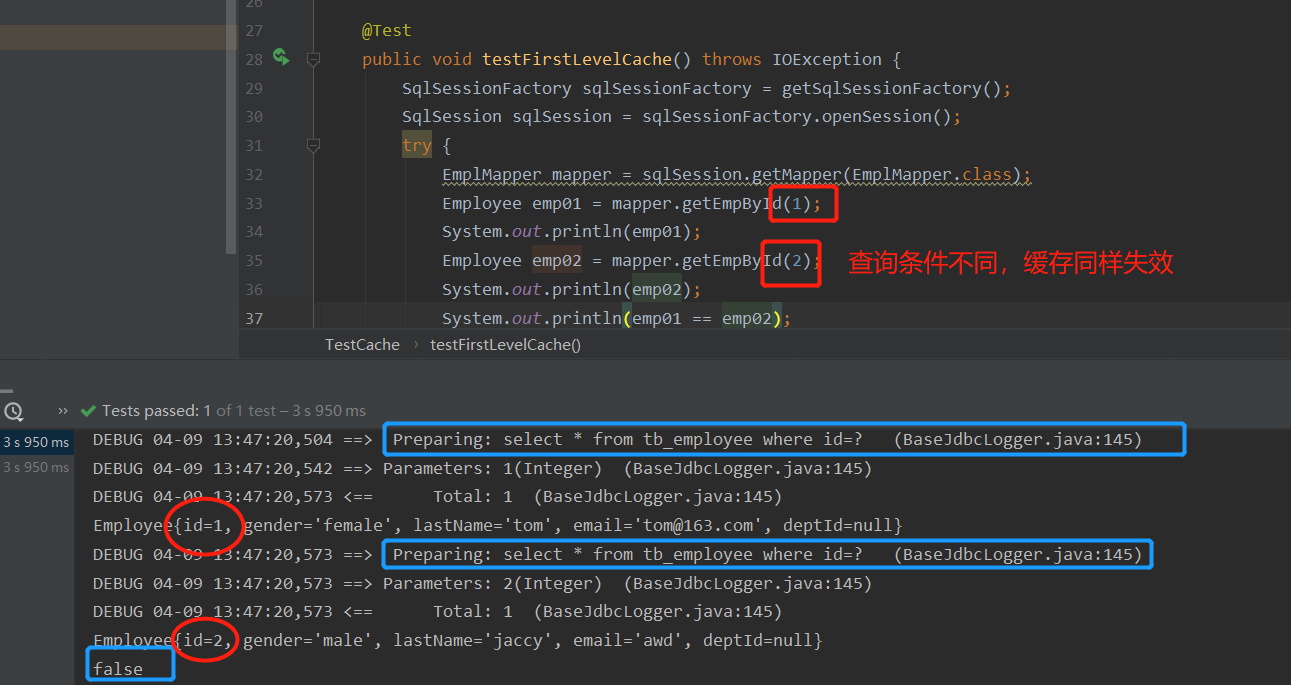 26
27 @Test
28 public void testFirstLevelCache() throws IOException {
29 SqlSessionFactory sqlSessionFactory = getSqlSessionFactory();
30 SqlSession sqlSession = sqlSessionFactory.openSession();
31 try {
32 EmplMapper mapper = sqlSession.getMapper(EmplMapper.class);
33 Employee emp01 = mapper.getEmpById(1);
34 System.out.println(emp01);
35 Employee emp02 = mapper.getEmpById(2); 查询条件不同，缓存同样失效
36 System.out.println(emp02);
37 System.out.println(emp01 == emp02);
TestCache › testFirstLevelCache()
» Tests passed: 1 of 1 test – 3 s 950 ms
3 s 950 ms DEBUG 04-09 13:47:20,504 ==> Preparing: select * from tb_employee where id=? (BaseJdbcLogger.java:145)
3 s 950 ms DEBUG 04-09 13:47:20,542 ==> Parameters: 1(Integer) (BaseJdbcLogger.java:145)
DEBUG 04-09 13:47:20,573 <== Total: 1 (BaseJdbcLogger.java:145)
Employee{id=1, gender='female', lastName='tom', email='tom@163.com', deptId=null}
DEBUG 04-09 13:47:20,573 ==> Preparing: select * from tb_employee where id=? (BaseJdbcLogger.java:145)
DEBUG 04-09 13:47:20,573 ==> Parameters: 2(Integer) (BaseJdbcLogger.java:145)
DEBUG 04-09 13:47:20,573 <== Total: 1 (BaseJdbcLogger.java:145)
Employee{id=2, gender='male', lastName='jaccy', email='awd', deptId=null}
false